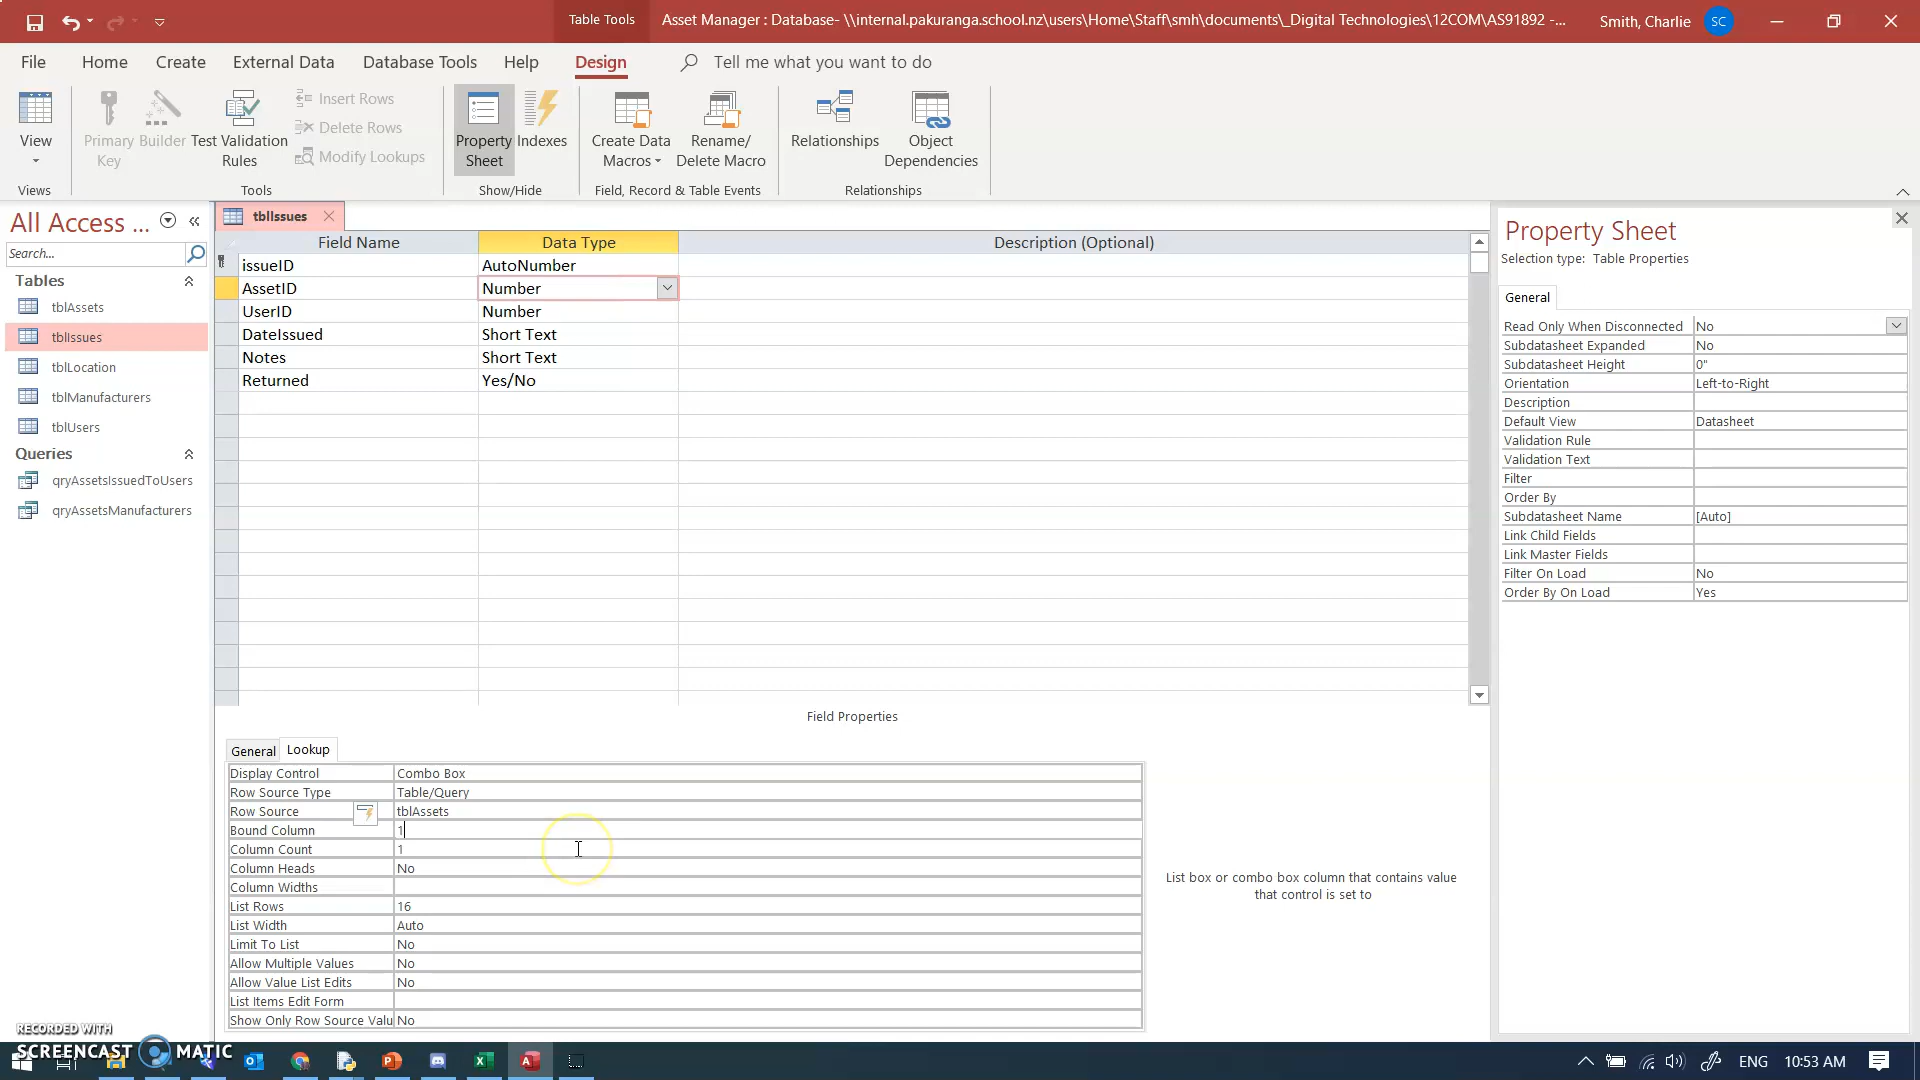 Table Tools
Asset Manager : Database- \\internal.pakuranga.school.nz\users\Home\Staff\smh\documents\_Digital Technologies\12COM\AS91892 -...
Smith, Charlie
SC
File
Home
Create
External Data
Database Tools
Help
Design
Tell me what you want to do
View
Primary Key
Builder
Test Validation Rules
Insert Rows
Delete Rows
Modify Lookups
Property Sheet
Indexes
Create Data Macros
Rename/ Delete Macro
Relationships
Object Dependencies
Views
Tools
Show/Hide
Field, Record & Table Events
Relationships
All Access ...
Search...
Tables
tblAssets
tblIssues
tblLocation
tblManufacturers
tblUsers
Queries
qryAssetsIssuedToUsers
qryAssetsManufacturers
tblIssues
Field Name Data Type Description (Optional)
issueID AutoNumber
AssetID Number
UserID Number
DateIssued Short Text
Notes Short Text
Returned Yes/No
Field Properties
General Lookup
Display Control Combo Box
Row Source Type Table/Query
Row Source tblAssets
Bound Column 1
Column Count 1
Column Heads No
Column Widths
List Rows 16
List Width Auto
Limit To List No
Allow Multiple Values No
Allow Value List Edits No
List Items Edit Form
Show Only Row Source Valu No
List box or combo box column that contains value
that control is set to
Property Sheet
Selection type: Table Properties
General
Read Only When Disconnected No
Subdatasheet Expanded No
Subdatasheet Height 0"
Orientation Left-to-Right
Description
Default View Datasheet
Validation Rule
Validation Text
Filter
Order By
Subdatasheet Name [Auto]
Link Child Fields
Link Master Fields
Filter On Load No
Order By On Load Yes
RECORDED WITH
SCREENCAST MATIC
ENG
10:53 AM